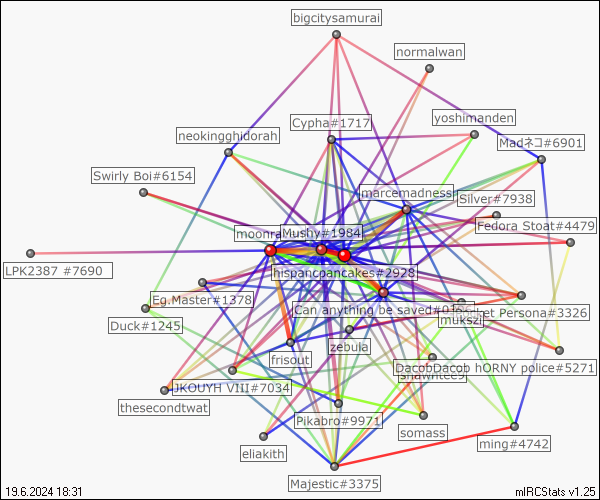 bigcitysamurai
normalwan
yoshimanden
Cypha#1717
neokingghidorah
Madネコ#6901
Swirly Boi#6154
marcemadness
Silver#7938
Fedora Stoat#4479
moonra
Mushy#1984
LPK2387 #7690
hispancpancakes#2928
Eg.Master#1378
Can anything be saved#0
et Persona#3326
Duck#1245
mukszi
zebula
frisout
DacobDacob hORNY police#5271
JKOUYH VIII#7034
thesecondtwat
Pikabro#9971
somass
ming#4742
eliakith
Majestic#3375
19.6.2024 18:31
mIRCStats v1.25